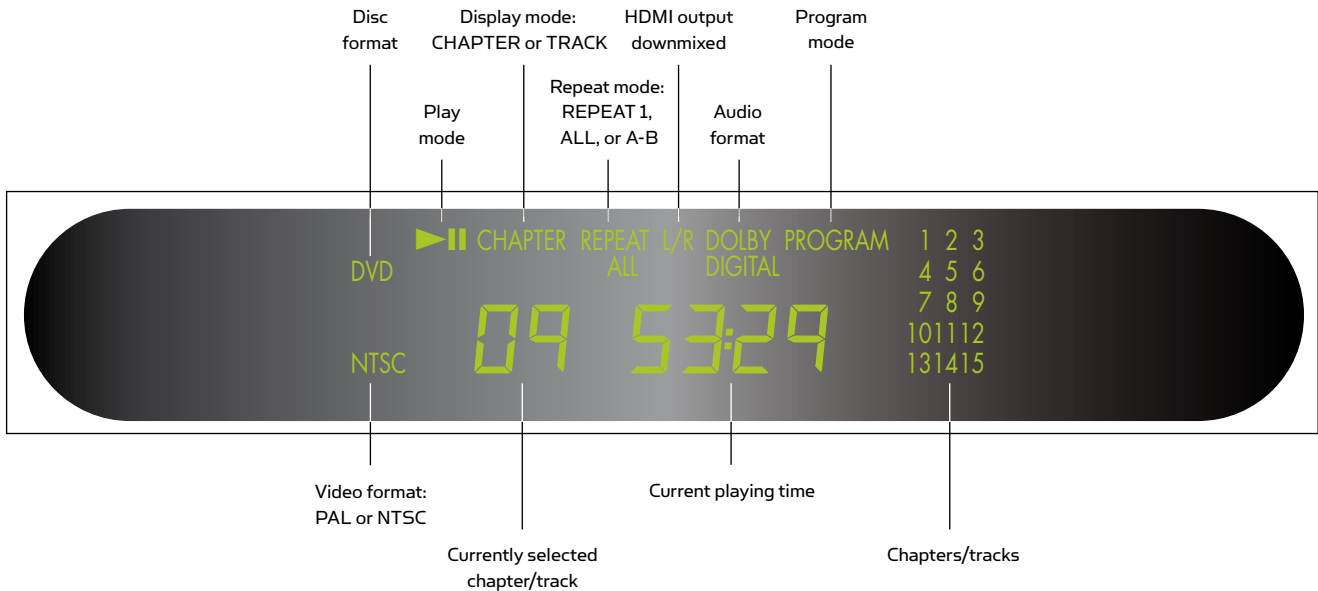 Disc
format
Display mode:
CHAPTER or TRACK
HDMI output
downmixed
Program
mode
Play
mode
Repeat mode:
REPEAT 1,
ALL, or A-B
Audio
format
CHAPTER REPEAT L/R DOLBY PROGRAM 1 2 3
DVD ALL DIGITAL 4 5 6
7 8 9
09 53:29 101112
NTSC 131415
Video format:
PAL or NTSC
Current playing time
Currently selected
chapter/track
Chapters/tracks